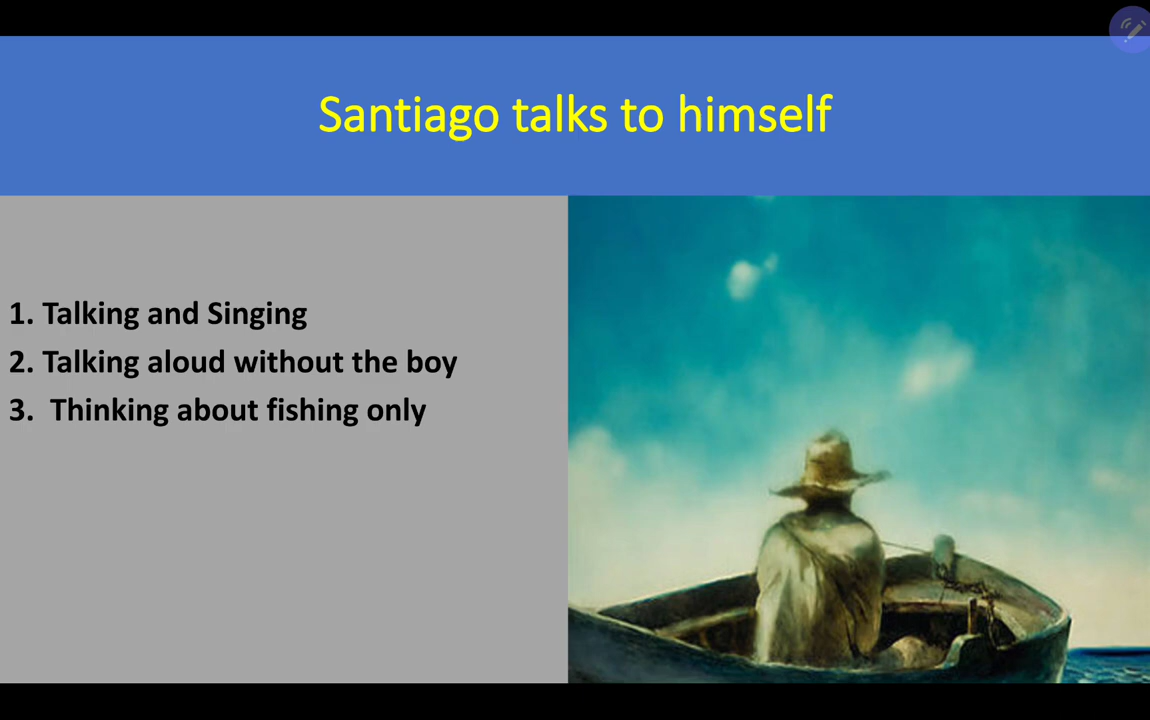 Santiago talks to himself
1. Talking and Singing
2. Talking aloud without the boy
3. Thinking about fishing only